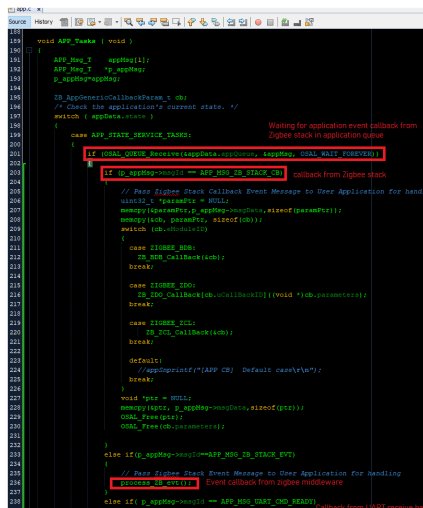 app.c
Source History
188
189 void APP_Tasks ( void )
190 {
191 APP_Msg_T appMsg[1];
192 APP_Msg_T *p_appMsg;
193 p_appMsg=appMsg;
194
195 ZB_AppGenericCallbackParam_t cb;
196 /* Check the application's current state. */
197 switch ( appData.state )
198 {
Waiting for application event callback from
199 case APP_STATE_SERVICE_TASKS:
Zigbee stack in application queue
200 {
201 if (OSAL_QUEUE_Receive(&appData.appQueue, &appMsg, OSAL_WAIT_FOREVER))
202 {
203 if (p_appMsg->msgId == APP_MSG_ZB_STACK_CB) callback from Zigbee stack
204 {
205 // Pass Zigbee Stack Callback Event Message to User Application for hand
206 uint32_t *paramPtr = NULL;
207 memcpy(&paramPtr,p_appMsg->msgData,sizeof(paramPtr));
208 memcpy(&cb, paramPtr, sizeof(cb));
209 switch (cb.eModuleID)
210 {
211 case ZIGBEE_BDB:
212 ZB_BDB_CallBack(&cb);
213 break;
214
215 case ZIGBEE_ZDO:
216 ZB_ZDO_CallBack[cb.uCallBackID]((void *)cb.parameters);
217 break;
218
219 case ZIGBEE_ZCL:
220 ZB_ZCL_CallBack(&cb);
221 break;
222
223 default:
224 //appSnprintf("[APP CB] Default case\r\n");
225 break;
226 }
227 void *ptr = NULL;
228 memcpy(&ptr, p_appMsg->msgData,sizeof(ptr));
229 OSAL_Free(ptr);
230 OSAL_Free(cb.parameters);
231
232 }
233 else if(p_appMsg->msgId==APP_MSG_ZB_STACK_EVT)
234 {
235 // Pass Zigbee Stack Event Message to User Application for handling
236 process_ZB_evt(); Event callback from zigbee middleware
237 }
238 else if( p_appMsg->msgId == APP_MSG_UART_CMD_READY)